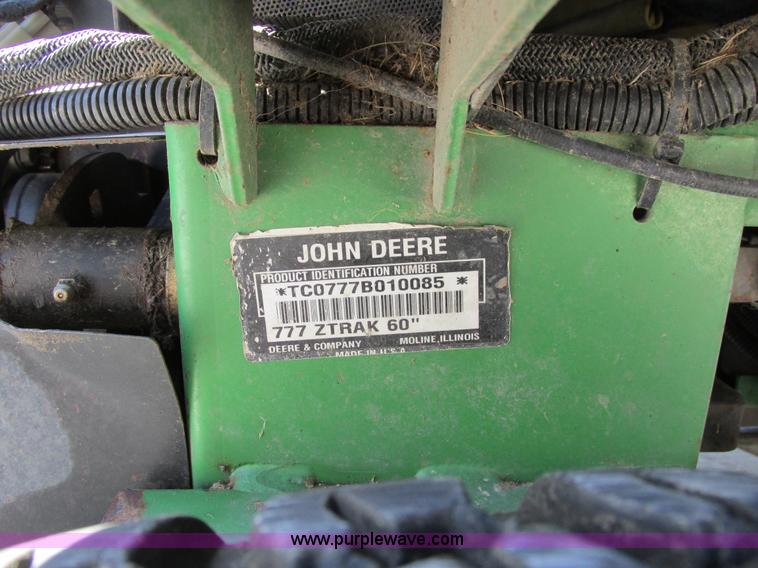 JOHN DEERE
PRODUCT IDENTIFICATION NUMBER
*TC0777B010085*
777 ZTRAK 60"
DEERE & COMPANY MOLINE, ILLINOIS
MADE IN U.S.A.
www.purplewave.com